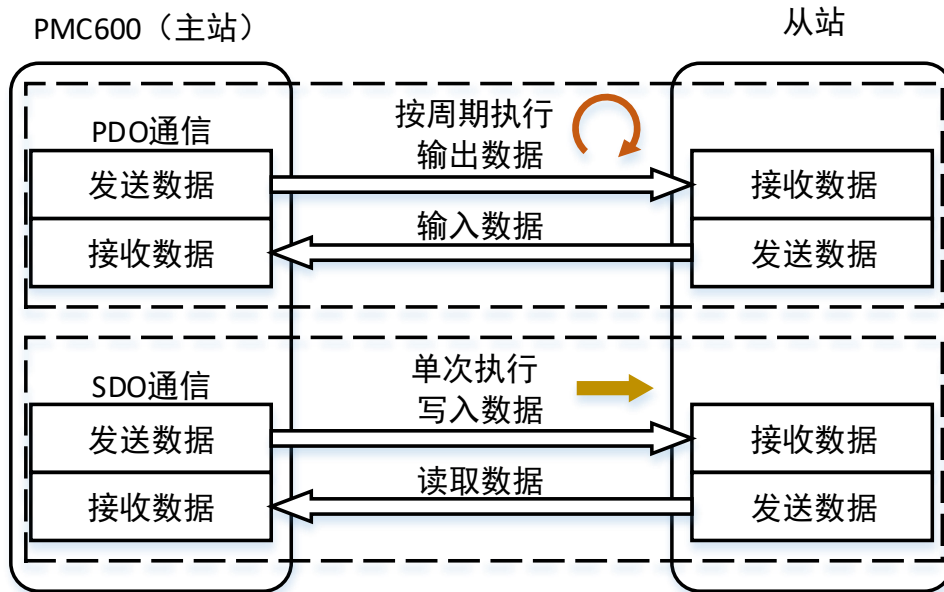 PMC600（主站）
从站
PDO通信
按周期执行
输出数据
发送数据
接收数据
输入数据
接收数据
发送数据
SDO通信
单次执行
写入数据
发送数据
接收数据
读取数据
接收数据
发送数据